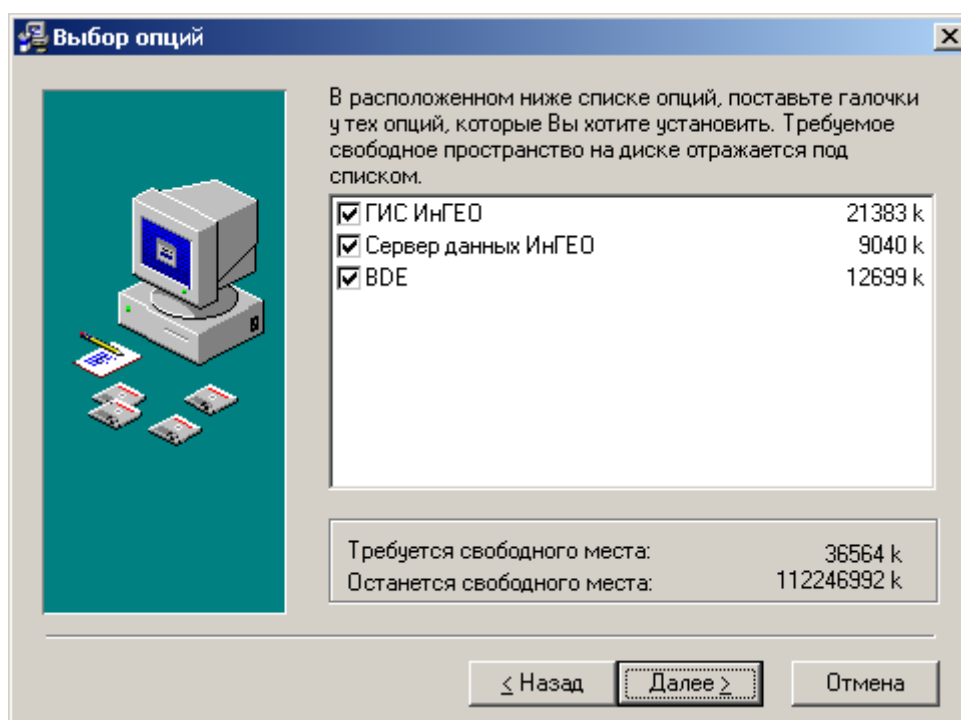 Выбор опций
В расположенном ниже списке опций, поставьте галочки
у тех опций, которые Вы хотите установить. Требуемое
свободное пространство на диске отражается под
списком.
ГИС ИнГЕО 21383 k
Сервер данных ИнГЕО 9040 k
BDE 12699 k
Требуется свободного места: 36564 k
Останется свободного места: 112246992 k
< Назад Далее > Отмена